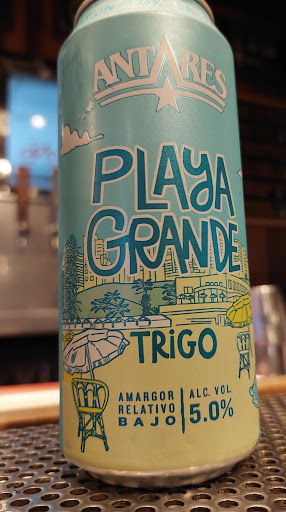 ANTARES
PLAYA
GRANDE
TRIGO
AMARGOR
RELATIVO
BAJO
ALC. VOL.
5.0%